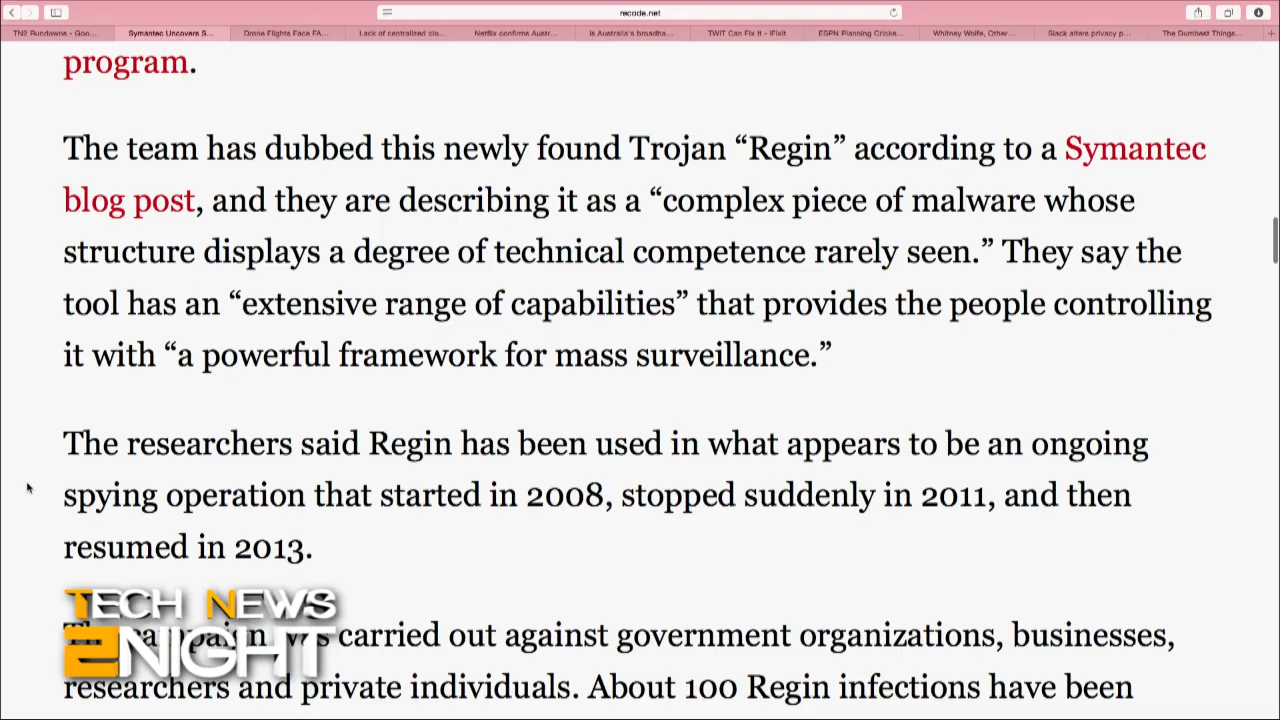 recode.net
TN2 Rundowns - Goo...
Symantec Uncovers S...
Drone Flights Face FA...
Lack of centralized clo...
Netflix confirms Austr...
Is Australia's broadba...
TWiT Can Fix It - iFixit
ESPN Planning Cricke...
Whitney Wolfe, Other...
Slack alters privacy p...
The Dumbest Things...
program.
The team has dubbed this newly found Trojan “Regin” according to a Symantec
blog post, and they are describing it as a “complex piece of malware whose
structure displays a degree of technical competence rarely seen.” They say the
tool has an “extensive range of capabilities” that provides the people controlling
it with “a powerful framework for mass surveillance.”
The researchers said Regin has been used in what appears to be an ongoing
spying operation that started in 2008, stopped suddenly in 2011, and then
resumed in 2013.
TECH NEWS
2NIGHT
The campaign was carried out against government organizations, businesses,
researchers and private individuals. About 100 Regin infections have been